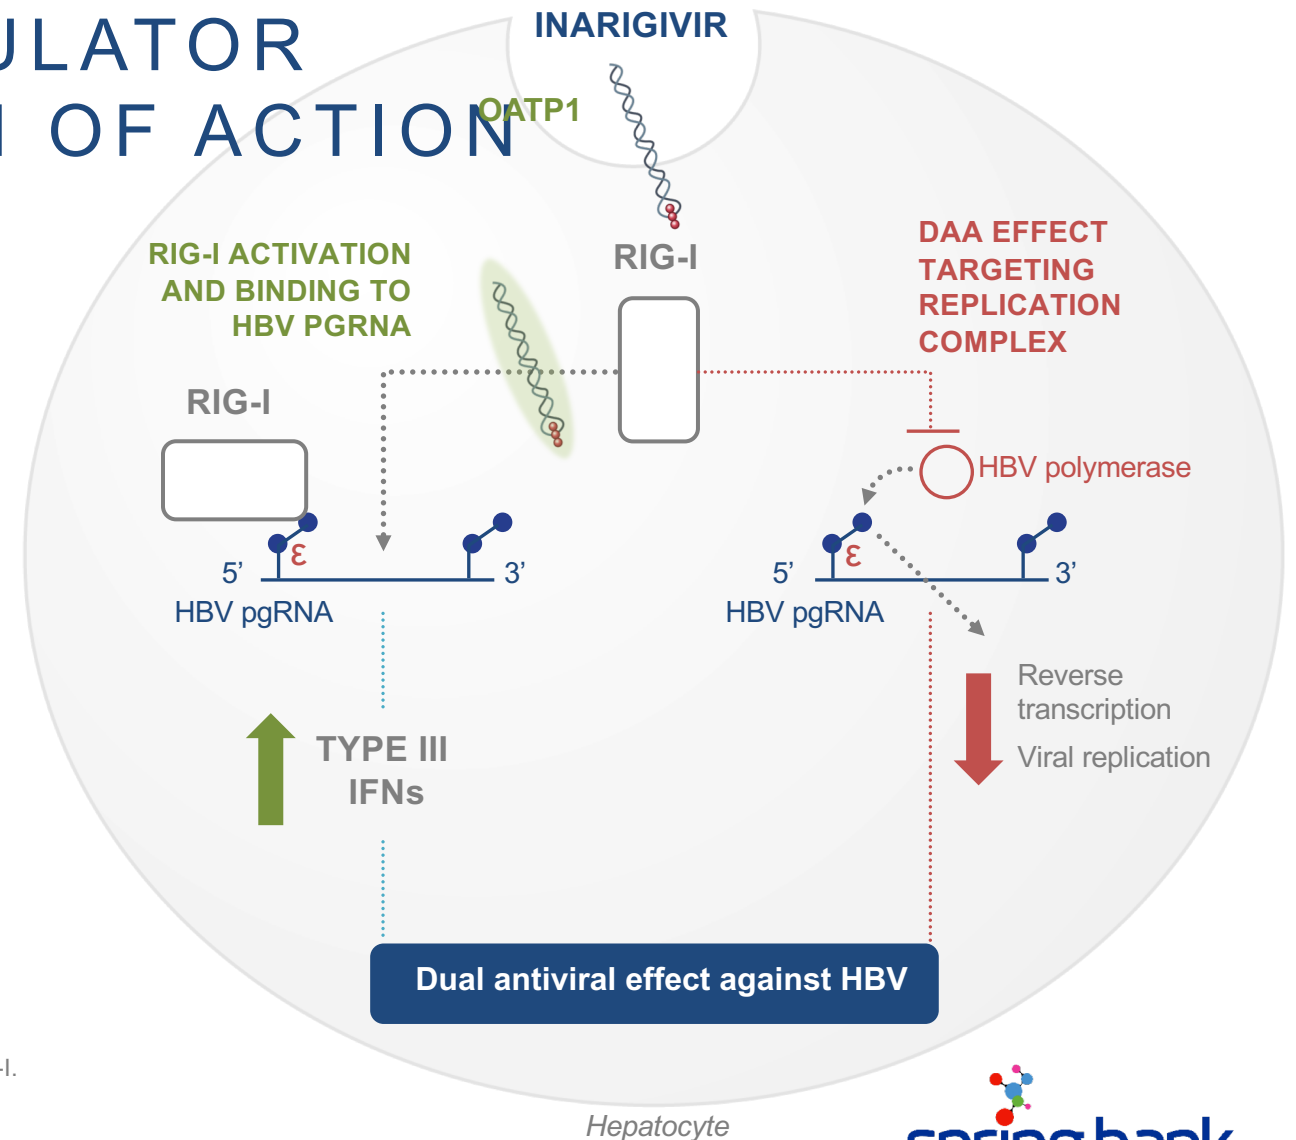 ULATOR
OF ACTION
INARIGIVIR
OATP1
RIG-I ACTIVATION
AND BINDING TO
HBV PGRNA
RIG-I
DAA EFFECT
TARGETING
REPLICATION
COMPLEX
RIG-I
HBV polymerase
ε
5’
3’
HBV pgRNA
ε
5’
3’
HBV pgRNA
TYPE III
IFNs
Reverse
transcription
Viral replication
Dual antiviral effect against HBV
-I.
Hepatocyte
spring bank